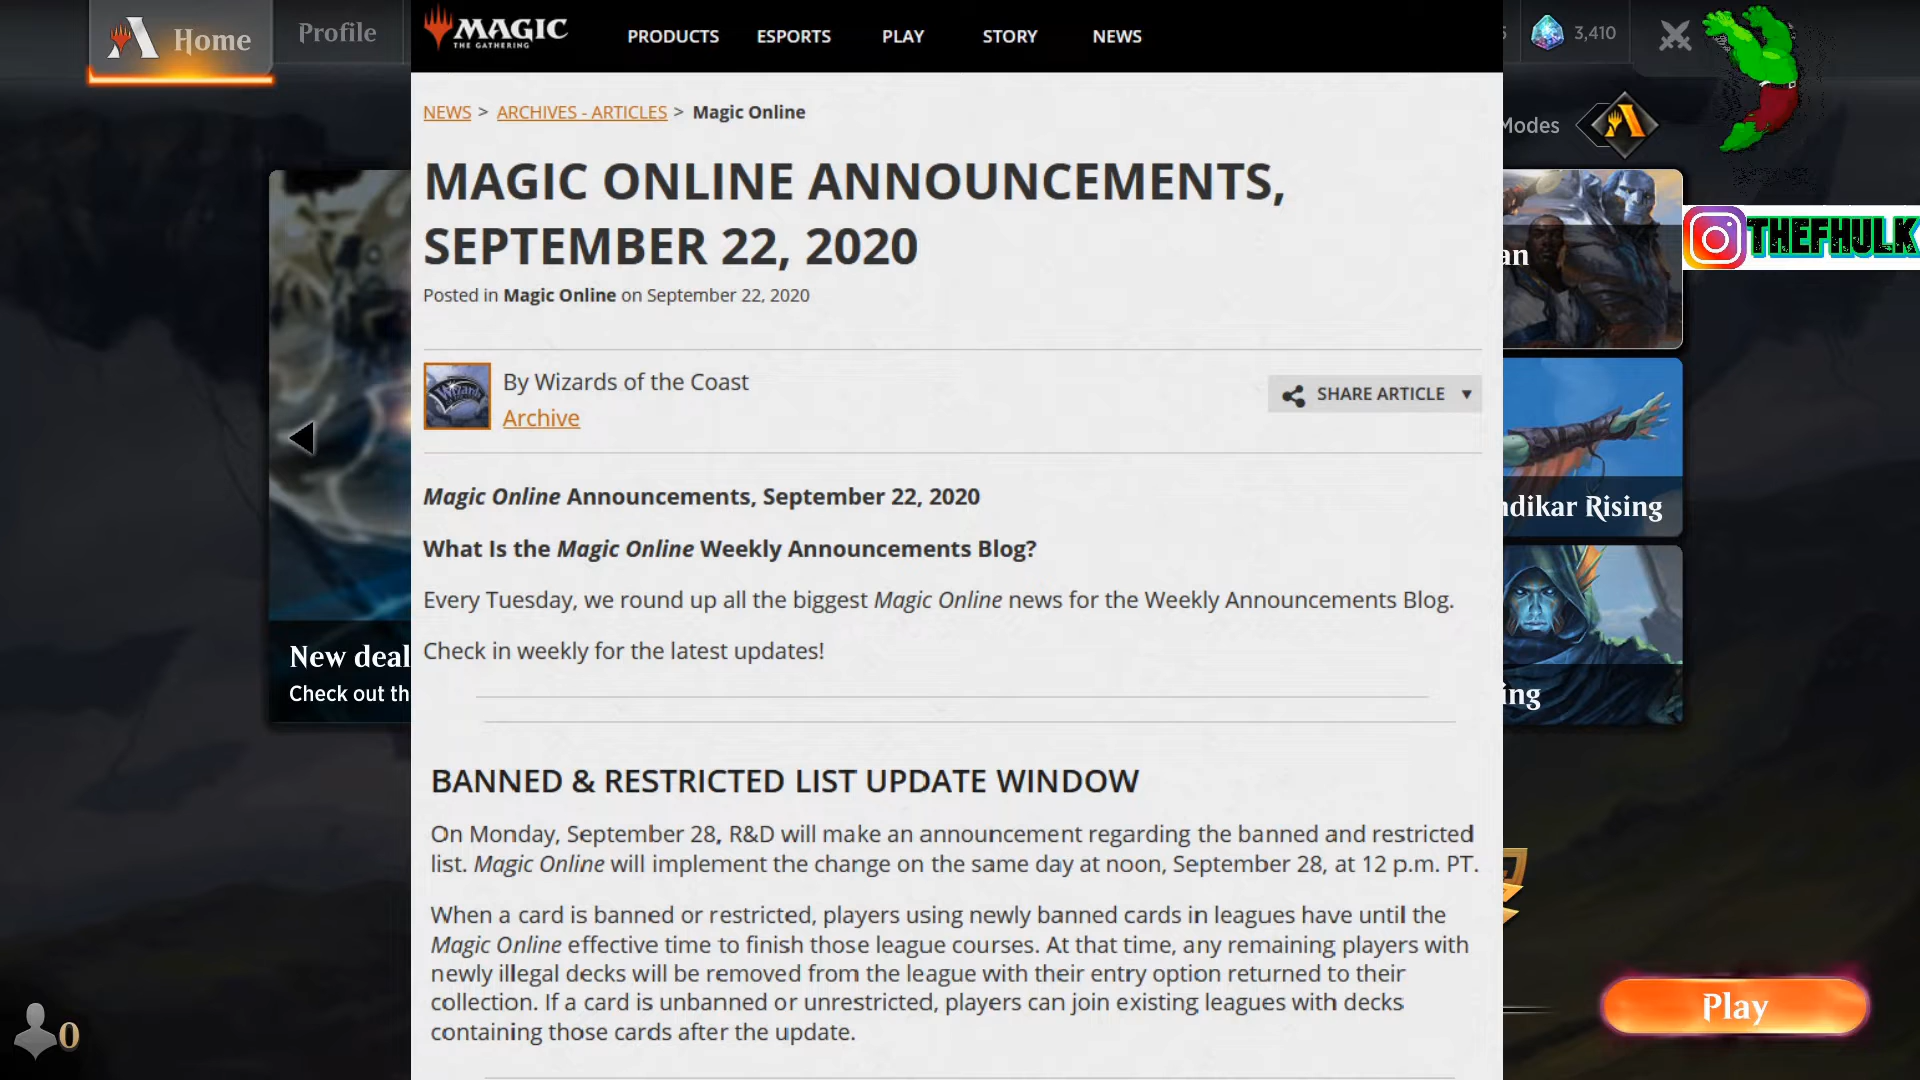 Home
Profile
MAGIC
THE GATHERING
PRODUCTS
ESPORTS
PLAY
STORY
NEWS
3,410
Modes
NEWS > ARCHIVES - ARTICLES > Magic Online
MAGIC ONLINE ANNOUNCEMENTS,
SEPTEMBER 22, 2020
Posted in Magic Online on September 22, 2020
By Wizards of the Coast
Archive
SHARE ARTICLE
THEFHULK
Magic Online Announcements, September 22, 2020
What Is the Magic Online Weekly Announcements Blog?
Every Tuesday, we round up all the biggest Magic Online news for the Weekly Announcements Blog.
Check in weekly for the latest updates!
New deal
Check out th
an
ndikar Rising
ing
BANNED & RESTRICTED LIST UPDATE WINDOW
On Monday, September 28, R&D will make an announcement regarding the banned and restricted
list. Magic Online will implement the change on the same day at noon, September 28, at 12 p.m. PT.
When a card is banned or restricted, players using newly banned cards in leagues have until the
Magic Online effective time to finish those league courses. At that time, any remaining players with
newly illegal decks will be removed from the league with their entry option returned to their
collection. If a card is unbanned or unrestricted, players can join existing leagues with decks
containing those cards after the update.
0
Play